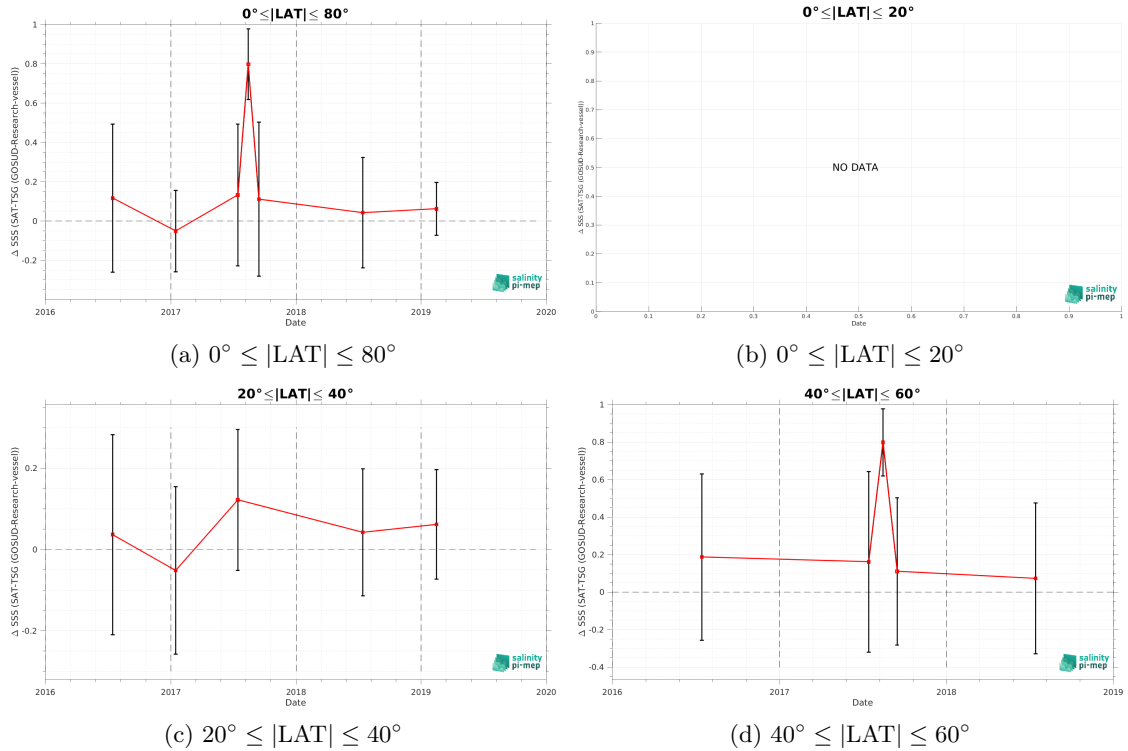 0°≤|LAT|≤ 80°
Δ SSS (SAT-TSG (GOSUD-Research-vessel))
1
0.8
0.6
0.4
0.2
0
-0.2
2016 2017 2018 2019 2020
Date
salinity
pi-mep
(a) 0° ≤ |LAT| ≤ 80°
0°≤|LAT|≤ 20°
Δ SSS (SAT-TSG (GOSUD-Research-vessel))
1
0.9
0.8
0.7
0.6
0.5
0.4
0.3
0.2
0.1
0
NO DATA
0 0.1 0.2 0.3 0.4 0.5 0.6 0.7 0.8 0.9 1
Date
salinity
pi-mep
(b) 0° ≤ |LAT| ≤ 20°
20°≤|LAT|≤ 40°
Δ SSS (SAT-TSG (GOSUD-Research-vessel))
0.2
0
-0.2
2016 2017 2018 2019 2020
Date
salinity
pi-mep
(c) 20° ≤ |LAT| ≤ 40°
40°≤|LAT|≤ 60°
Δ SSS (SAT-TSG (GOSUD-Research-vessel))
1
0.8
0.6
0.4
0.2
0
-0.2
-0.4
2016 2017 2018 2019
Date
salinity
pi-mep
(d) 40° ≤ |LAT| ≤ 60°